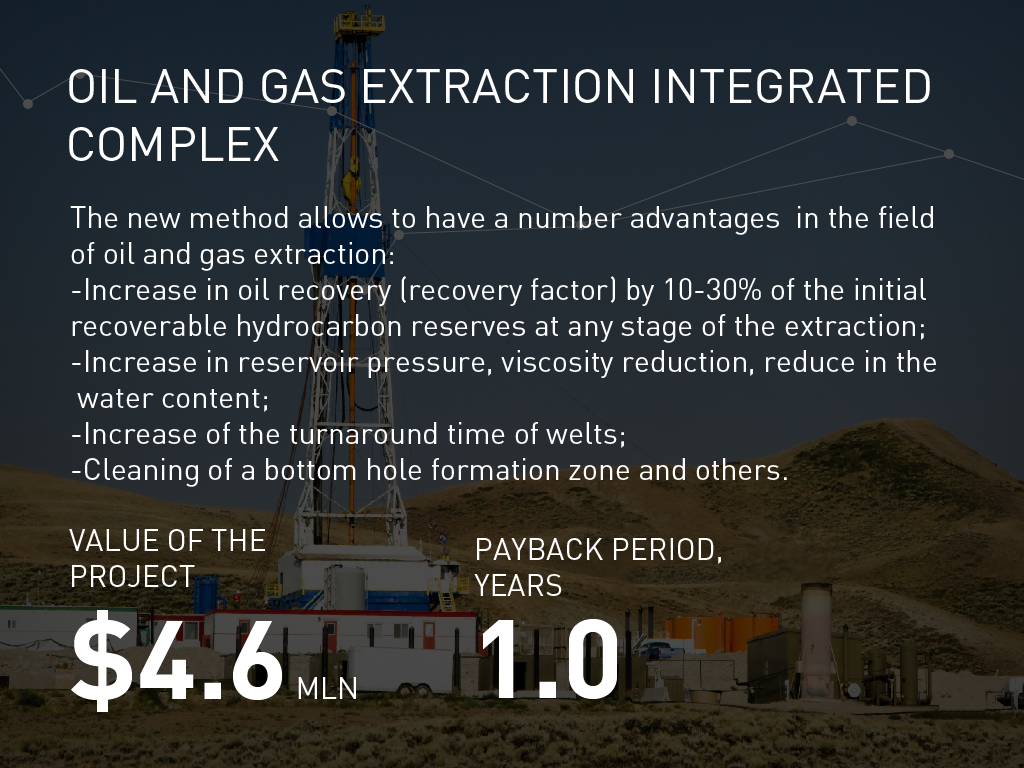 OIL AND GAS EXTRACTION INTEGRATED
COMPLEX
The new method allows to have a number advantages  in the field
of oil and gas extraction:
-Increase in oil recovery (recovery factor) by 10-30% of the initial
recoverable hydrocarbon reserves at any stage of the extraction;
-Increase in reservoir pressure, viscosity reduction, reduce in the
water content;
-Increase of the turnaround time of welts;
-Cleaning of a bottom hole formation zone and others.
VALUE OF THE
PROJECT
$4.6 MLN
PAYBACK PERIOD,
YEARS
1.0